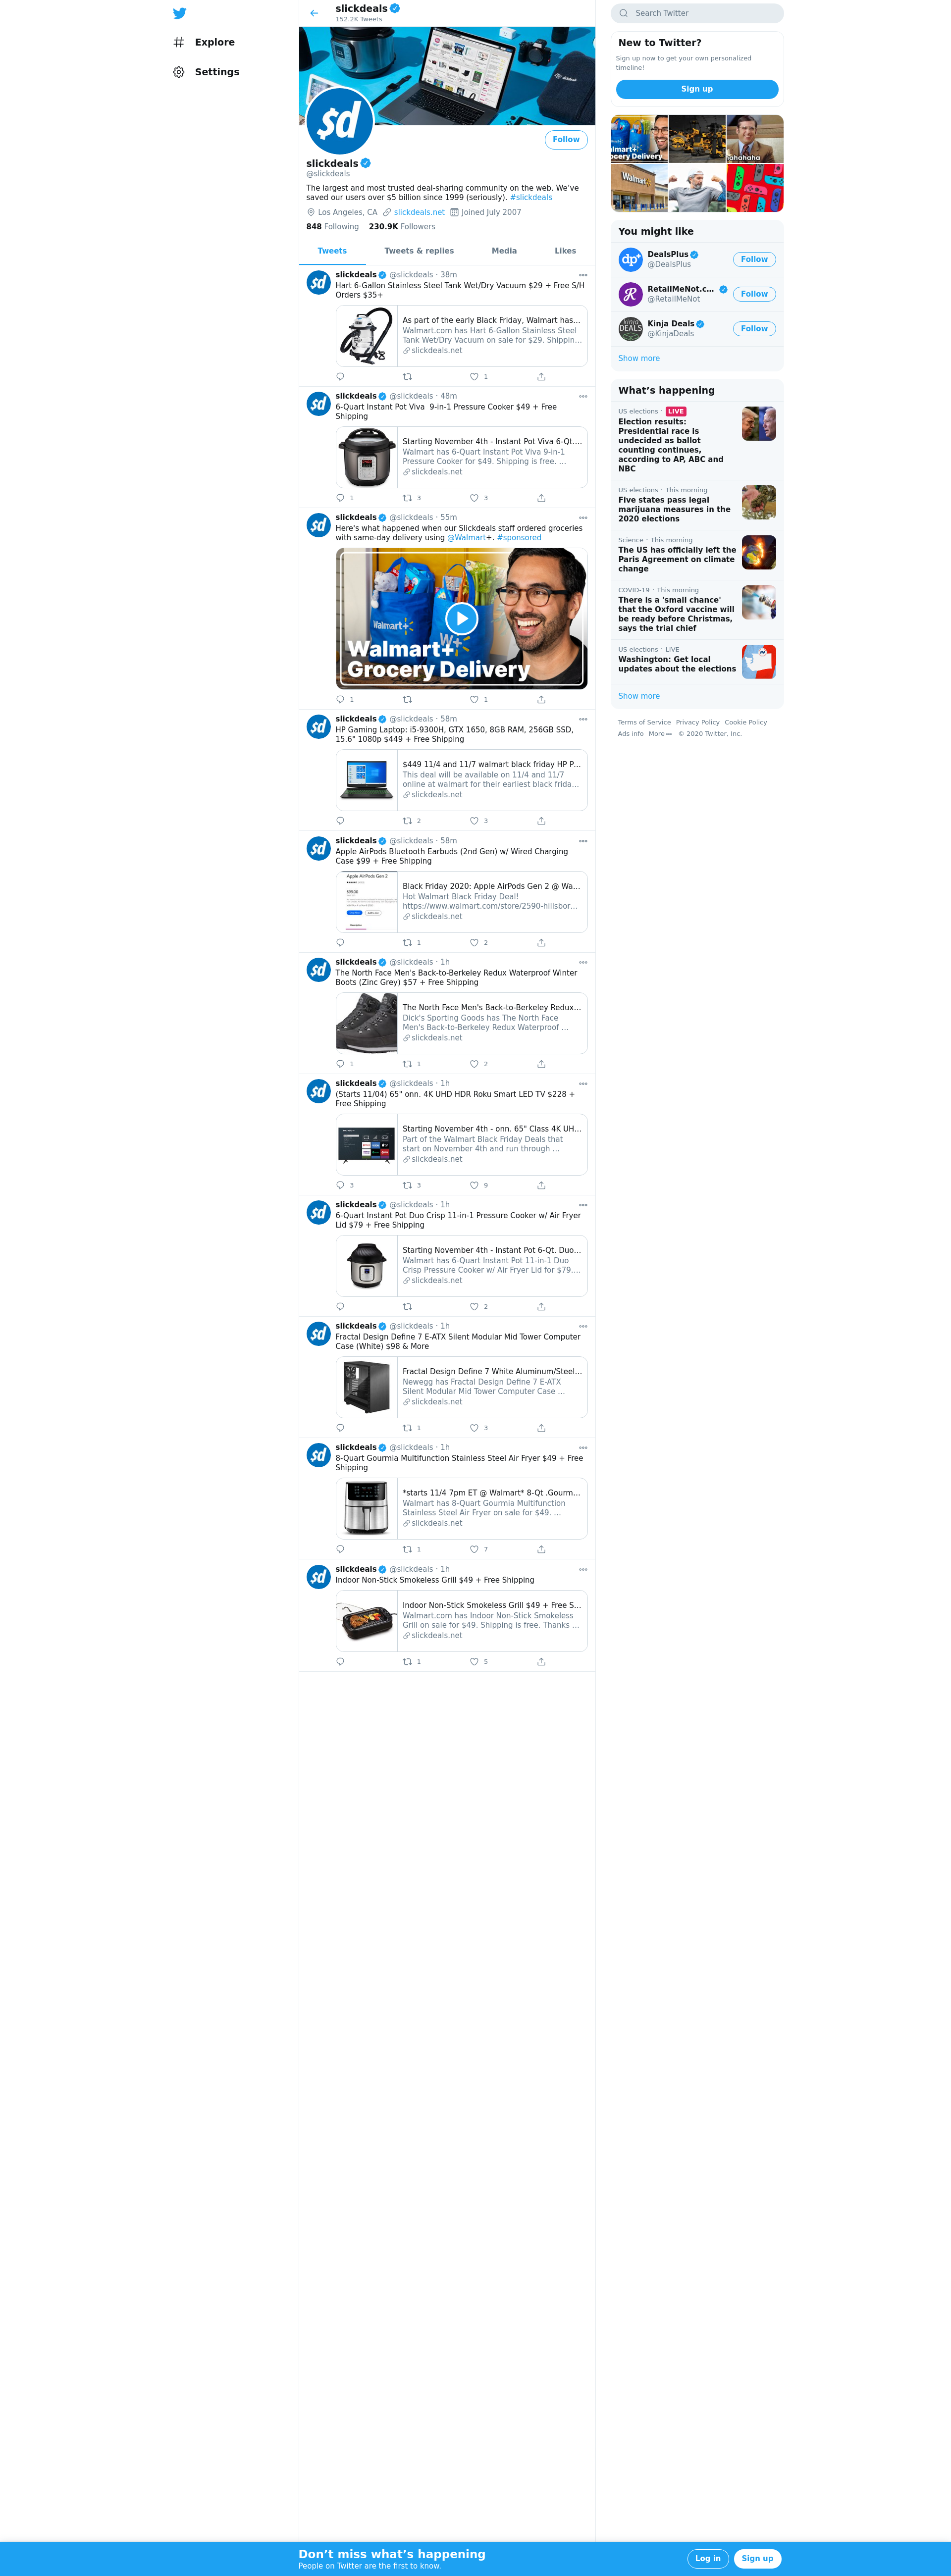 Explore
Settings
slickdeals
152.2K Tweets
$d
Follow
slickdeals
@slickdeals
The largest and most trusted deal-sharing community on the web. We've
saved our users over $5 billion since 1999 (seriously). #slickdeals
Los Angeles, CA slickdeals.net Joined July 2007
848 Following 230.9K Followers
Tweets Tweets & replies Media Likes
slickdeals @slickdeals · 38m
Hart 6-Gallon Stainless Steel Tank Wet/Dry Vacuum $29 + Free S/H
Orders $35+
As part of the early Black Friday, Walmart has...
Walmart.com has Hart 6-Gallon Stainless Steel
Tank Wet/Dry Vacuum on sale for $29. Shippin...
slickdeals.net
1
slickdeals @slickdeals · 48m
6-Quart Instant Pot Viva 9-in-1 Pressure Cooker $49 + Free
Shipping
Starting November 4th - Instant Pot Viva 6-Qt....
Walmart has 6-Quart Instant Pot Viva 9-in-1
Pressure Cooker for $49. Shipping is free. ...
slickdeals.net
1 3 3
slickdeals @slickdeals · 55m
Here's what happened when our Slickdeals staff ordered groceries
with same-day delivery using @Walmart+. #sponsored
Walmart+
W+
Walmart+
Grocery Delivery
1 1
slickdeals @slickdeals · 58m
HP Gaming Laptop: i5-9300H, GTX 1650, 8GB RAM, 256GB SSD,
15.6" 1080p $449 + Free Shipping
$449 11/4 and 11/7 walmart black friday HP P...
This deal will be available on 11/4 and 11/7
online at walmart for their earliest black frida...
slickdeals.net
2 3
slickdeals @slickdeals · 58m
Apple AirPods Bluetooth Earbuds (2nd Gen) w/ Wired Charging
Case $99 + Free Shipping
Apple AirPods Gen 2
Black Friday 2020: Apple AirPods Gen 2 @ Wa...
Hot Walmart Black Friday Deal!
https://www.walmart.com/store/2590-hillsbor...
slickdeals.net
1 2
slickdeals @slickdeals · 1h
The North Face Men's Back-to-Berkeley Redux Waterproof Winter
Boots (Zinc Grey) $57 + Free Shipping
The North Face Men's Back-to-Berkeley Redux...
Dick's Sporting Goods has The North Face
Men's Back-to-Berkeley Redux Waterproof ...
slickdeals.net
1 1 2
slickdeals @slickdeals · 1h
(Starts 11/04) 65" onn. 4K UHD HDR Roku Smart LED TV $228 +
Free Shipping
Starting November 4th - onn. 65" Class 4K UH...
Part of the Walmart Black Friday Deals that
start on November 4th and run through ...
slickdeals.net
3 3 9
slickdeals @slickdeals · 1h
6-Quart Instant Pot Duo Crisp 11-in-1 Pressure Cooker w/ Air Fryer
Lid $79 + Free Shipping
Starting November 4th - Instant Pot 6-Qt. Duo...
Walmart has 6-Quart Instant Pot 11-in-1 Duo
Crisp Pressure Cooker w/ Air Fryer Lid for $79....
slickdeals.net
2
slickdeals @slickdeals · 1h
Fractal Design Define 7 E-ATX Silent Modular Mid Tower Computer
Case (White) $98 & More
Fractal Design Define 7 White Aluminum/Steel...
Newegg has Fractal Design Define 7 E-ATX
Silent Modular Mid Tower Computer Case ...
slickdeals.net
1 3
slickdeals @slickdeals · 1h
8-Quart Gourmia Multifunction Stainless Steel Air Fryer $49 + Free
Shipping
*starts 11/4 7pm ET @ Walmart* 8-Qt .Gourm...
Walmart has 8-Quart Gourmia Multifunction
Stainless Steel Air Fryer on sale for $49. ...
slickdeals.net
1 7
slickdeals @slickdeals · 1h
Indoor Non-Stick Smokeless Grill $49 + Free Shipping
Indoor Non-Stick Smokeless Grill $49 + Free S...
Walmart.com has Indoor Non-Stick Smokeless
Grill on sale for $49. Shipping is free. Thanks ...
slickdeals.net
1 5
Search Twitter
New to Twitter?
Sign up now to get your own personalized
timeline!
Sign up
lmart+
ocery Delivery
ohahaha
Walmart
You might like
dp+
DealsPlus
@DealsPlus
Follow
R
RetailMeNot.c...
@RetailMeNot
Follow
DEALS
Kinja Deals
@KinjaDeals
Follow
Show more
What's happening
US elections · LIVE
Election results:
Presidential race is
undecided as ballot
counting continues,
according to AP, ABC and
NBC
US elections · This morning
Five states pass legal
marijuana measures in the
2020 elections
Science · This morning
The US has officially left the
Paris Agreement on climate
change
COVID-19 · This morning
There is a 'small chance'
that the Oxford vaccine will
be ready before Christmas,
says the trial chief
US elections · LIVE
Washington: Get local
updates about the elections
Show more
Terms of Service Privacy Policy Cookie Policy
Ads info More © 2020 Twitter, Inc.
Don't miss what's happening
People on Twitter are the first to know.
Log in Sign up